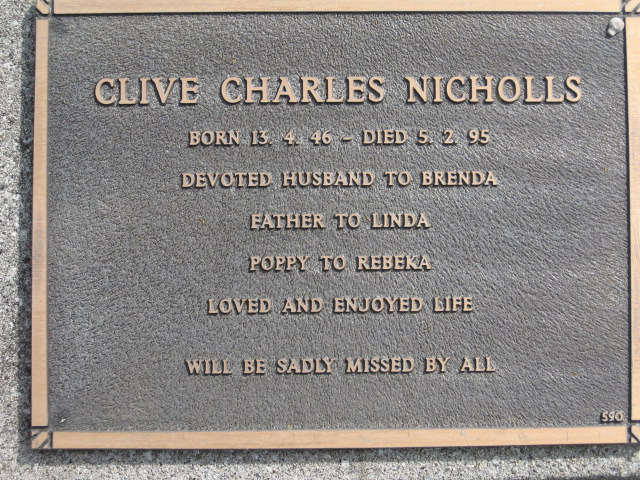 CLIVE CHARLES NICHOLLS
BORN 13. 4. 46 - DIED 5. 2. 95
DEVOTED HUSBAND TO BRENDA
FATHER TO LINDA
POPPY TO REBEKA
LOVED AND ENJOYED LIFE
WILL BE SADLY MISSED BY ALL
590